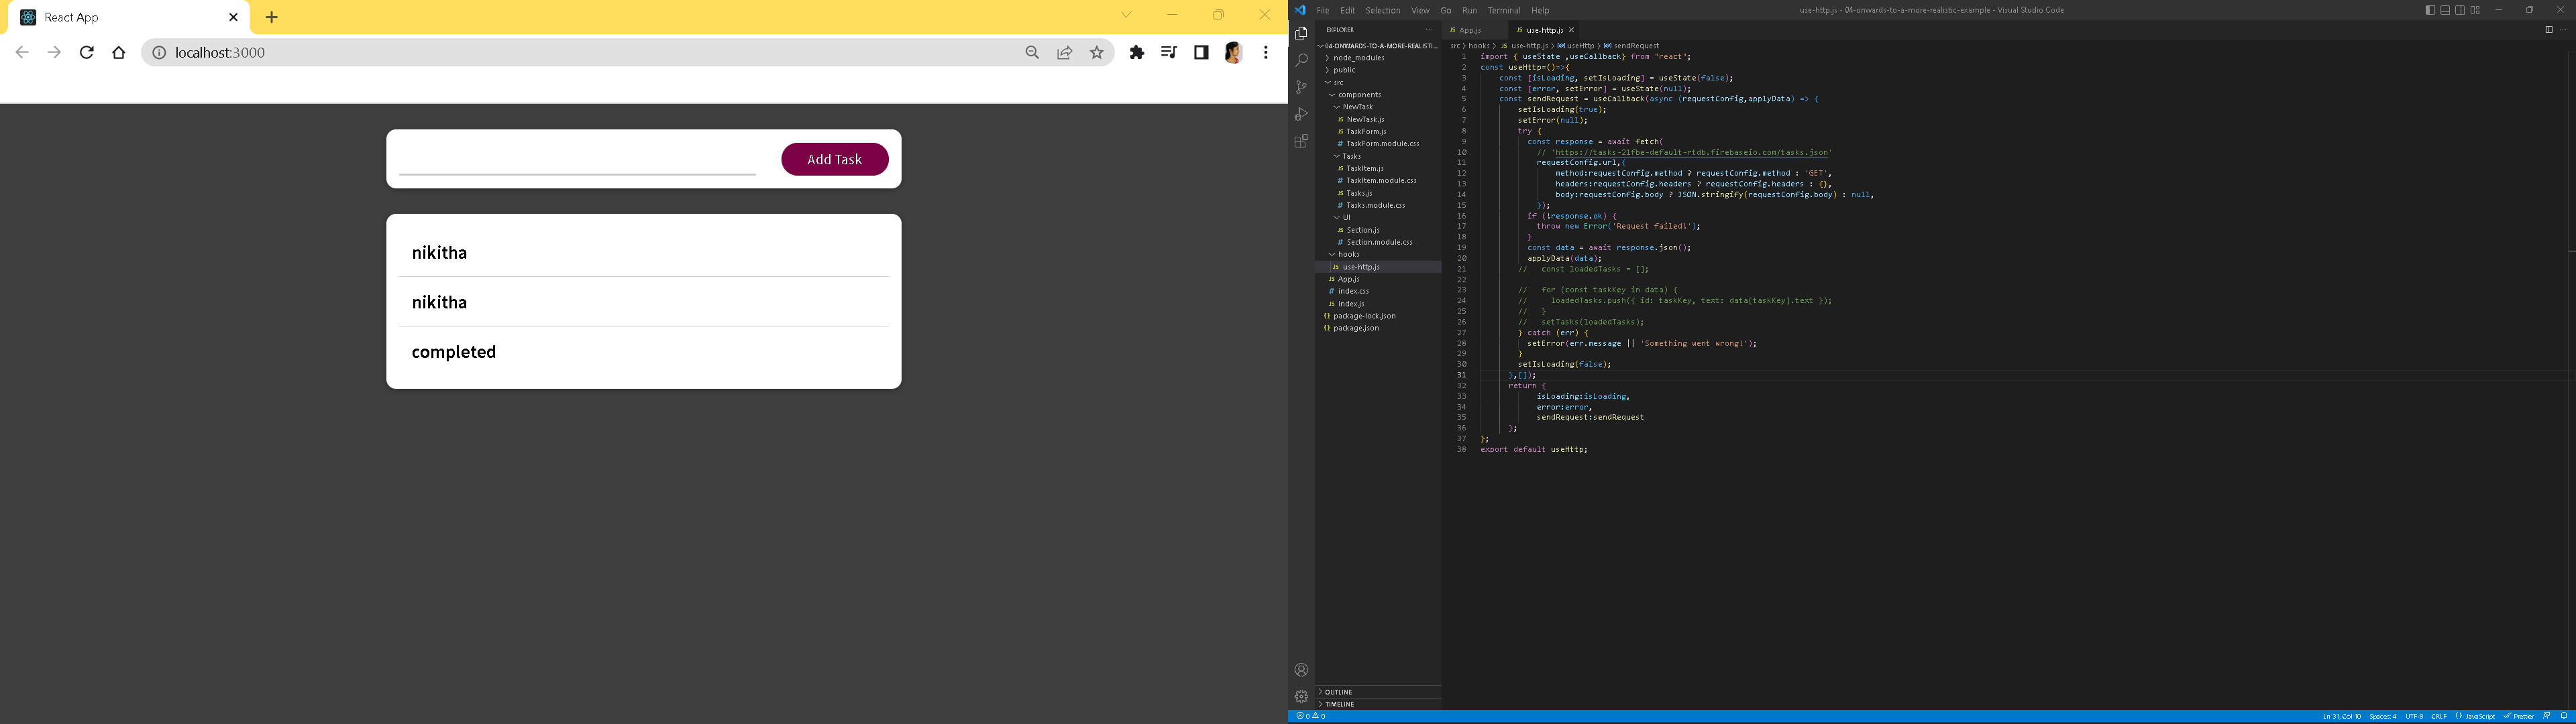 React App
localhost:3000
Add Task
nikitha
nikitha
completed
File Edit Selection View Go Run Terminal Help
use-http.js - 04-onwards-to-a-more-realistic-example - Visual Studio Code
EXPLORER ...
04-ONWARDS-TO-A-MORE-REALISTI...
node_modules
public
src
components
NewTask
JS NewTask.js
JS TaskForm.js
# TaskForm.module.css
Tasks
JS TaskItem.js
# TaskItem.module.css
JS Tasks.js
# Tasks.module.css
UI
JS Section.js
# Section.module.css
hooks
JS use-http.js
JS App.js
# index.css
JS index.js
{} package-lock.json
{} package.json
OUTLINE
TIMELINE
JS App.js JS use-http.js
src > hooks > JS use-http.js > useHttp > sendRequest
1 import { useState ,useCallback} from "react";
2 const useHttp=()=>{
3 const [isLoading, setIsLoading] = useState(false);
4 const [error, setError] = useState(null);
5 const sendRequest = useCallback(async (requestConfig,applyData) => {
6 setIsLoading(true);
7 setError(null);
8 try {
9 const response = await fetch(
10 // 'https://tasks-21fbe-default-rtdb.firebaseio.com/tasks.json'
11 requestConfig.url,{
12 method:requestConfig.method ? requestConfig.method : 'GET',
13 headers:requestConfig.headers ? requestConfig.headers : {},
14 body:requestConfig.body ? JSON.stringify(requestConfig.body) : null,
15 });
16 if (!response.ok) {
17 throw new Error('Request failed!');
18 }
19 const data = await response.json();
20 applyData(data);
21 // const loadedTasks = [];
22
23 // for (const taskKey in data) {
24 // loadedTasks.push({ id: taskKey, text: data[taskKey].text });
25 // }
26 // setTasks(loadedTasks);
27 } catch (err) {
28 setError(err.message || 'Something went wrong!');
29 }
30 setIsLoading(false);
31 },[]);
32 return {
33 isLoading:isLoading,
34 error:error,
35 sendRequest:sendRequest
36 };
37 };
38 export default useHttp;
0 0 Ln 31, Col 10 Spaces: 4 UTF-8 CRLF {} JavaScript Prettier